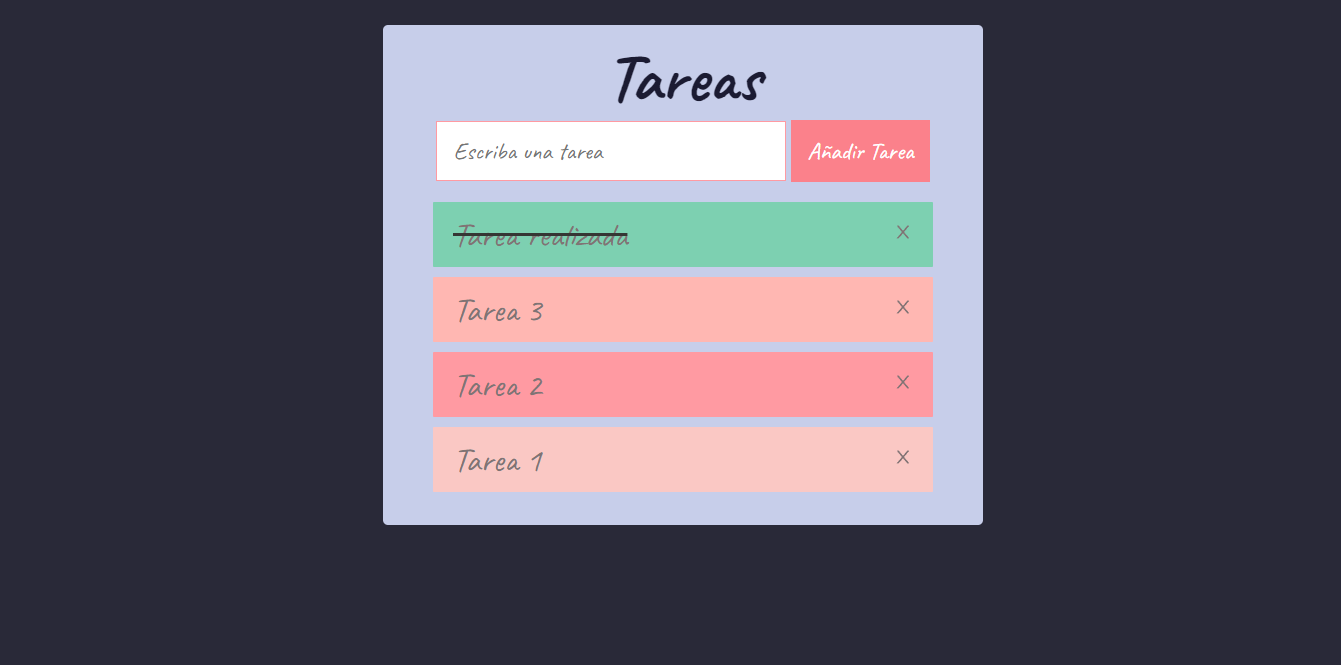 Tareas
Escriba una tarea
Añadir Tarea
Tarea realizada
X
Tarea 3
X
Tarea 2
X
Tarea 1
X